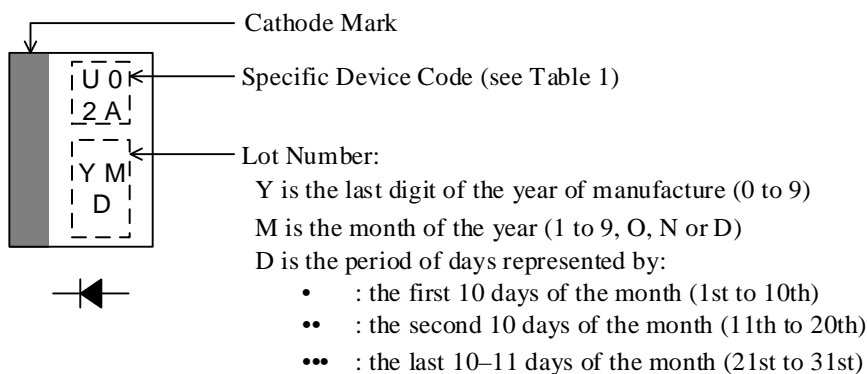 Cathode Mark
U 0
2 A
Specific Device Code (see Table 1)
Y M
D
Lot Number:
Y is the last digit of the year of manufacture (0 to 9)
M is the month of the year (1 to 9, O, N or D)
D is the period of days represented by:
• : the first 10 days of the month (1st to 10th)
•• : the second 10 days of the month (11th to 20th)
••• : the last 10–11 days of the month (21st to 31st)